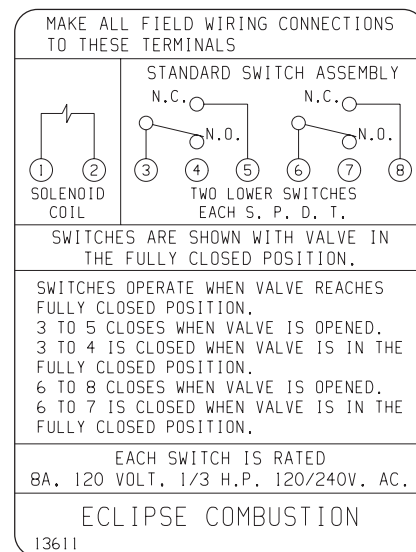 MAKE ALL FIELD WIRING CONNECTIONS
TO THESE TERMINALS
STANDARD SWITCH ASSEMBLY
N.C. N.C.
N.O. N.O.
1 2 3 4 5 6 7 8
SOLENOID
COIL
TWO LOWER SWITCHES
EACH S. P. D. T.
SWITCHES ARE SHOWN WITH VALVE IN
THE FULLY CLOSED POSITION.
SWITCHES OPERATE WHEN VALVE REACHES
FULLY CLOSED POSITION.
3 TO 5 CLOSES WHEN VALVE IS OPENED.
3 TO 4 IS CLOSED WHEN VALVE IS IN THE
FULLY CLOSED POSITION.
6 TO 8 CLOSES WHEN VALVE IS OPENED.
6 TO 7 IS CLOSED WHEN VALVE IS IN THE
FULLY CLOSED POSITION.
EACH SWITCH IS RATED
8A. 120 VOLT. 1/3 H.P. 120/240V. AC.
ECLIPSE COMBUSTION
13611